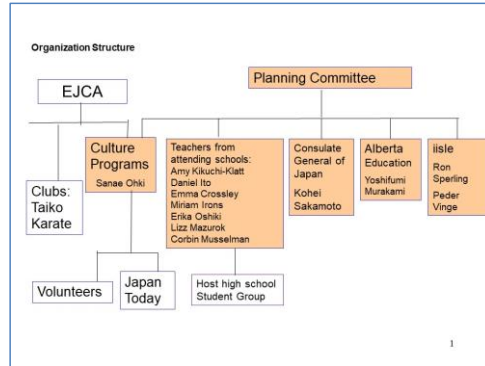 Organization Structure
Planning Committee
EJCA
Culture
Programs
Sanae Ohki
Teachers from
attending schools:
Amy Kikuchi-Klatt
Daniel Ito
Emma Crossley
Miriam Irons
Erika Oshiki
Lizz Mazurok
Corbin Musselman
Consulate
General of
Japan
Kohei
Sakamoto
Alberta
Education
Yoshifumi
Murakami
iisle
Ron
Sperling
Peder
Vinge
Clubs:
Taiko
Karate
Volunteers
Japan
Today
Host high school
Student Group
1